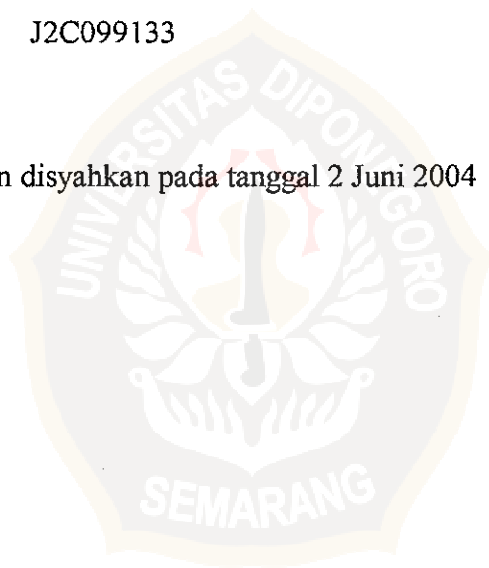 J2C099133
n disyahkan pada tanggal 2 Juni 2004
UNIVERSITAS DIPONEGORO
SEMARANG